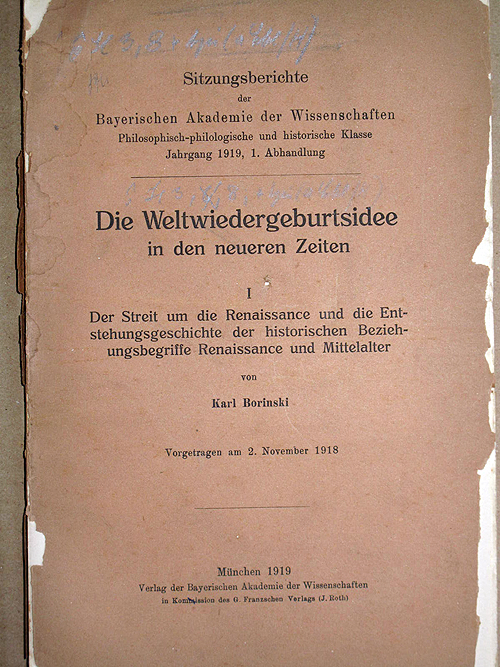 Sitzungsberichte
der
Bayerischen Akademie der Wissenschaften
Philosophisch-philologische und historische Klasse
Jahrgang 1919, 1. Abhandlung
Die Weltwiedergeburtsidee
in den neueren Zeiten
I
Der Streit um die Renaissance und die Ent-
stehungsgeschichte der historischen Bezieh-
ungsbegriffe Renaissance und Mittelalter
von
Karl Borinski
Vorgetragen am 2. November 1918
München 1919
Verlag der Bayerischen Akademie der Wissenschaften
in Kommission des G. Franzschen Verlags (J. Roth)